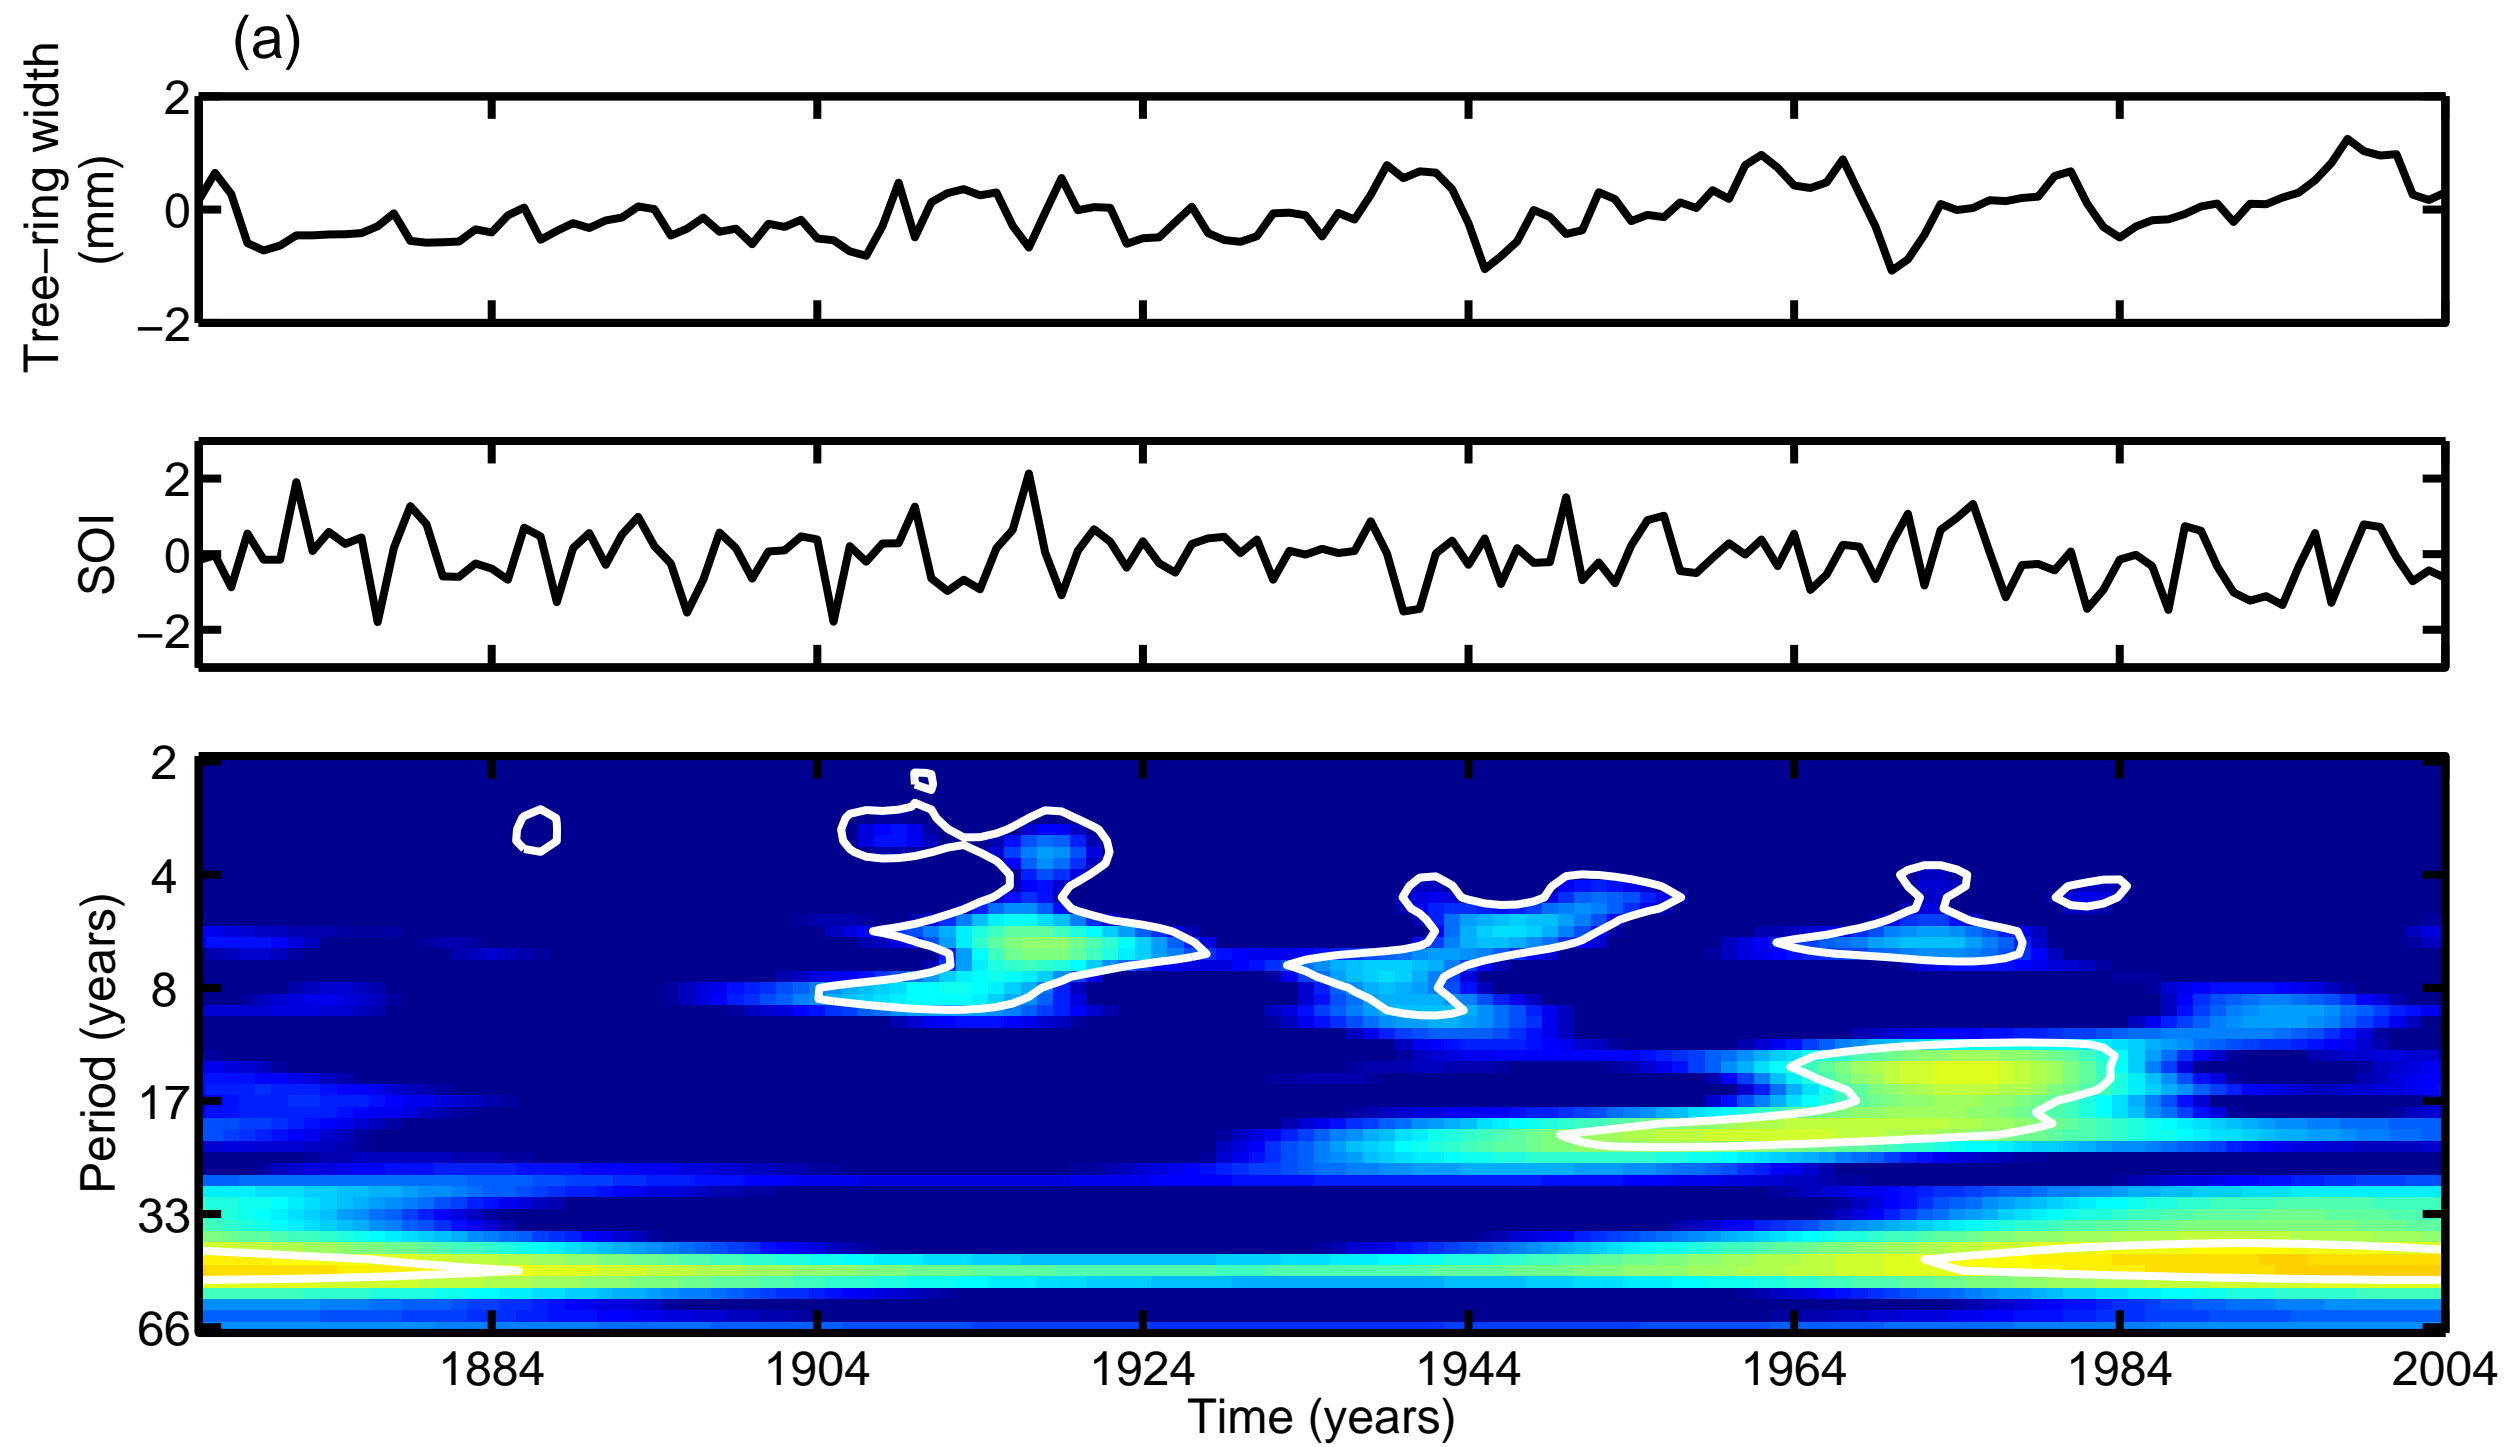 (a)
Tree−ring width
(mm)
2
0
−2
SOI
2
0
−2
Period (years)
2
4
8
17
33
66
1884 1904 1924 1944 1964 1984 2004
Time (years)